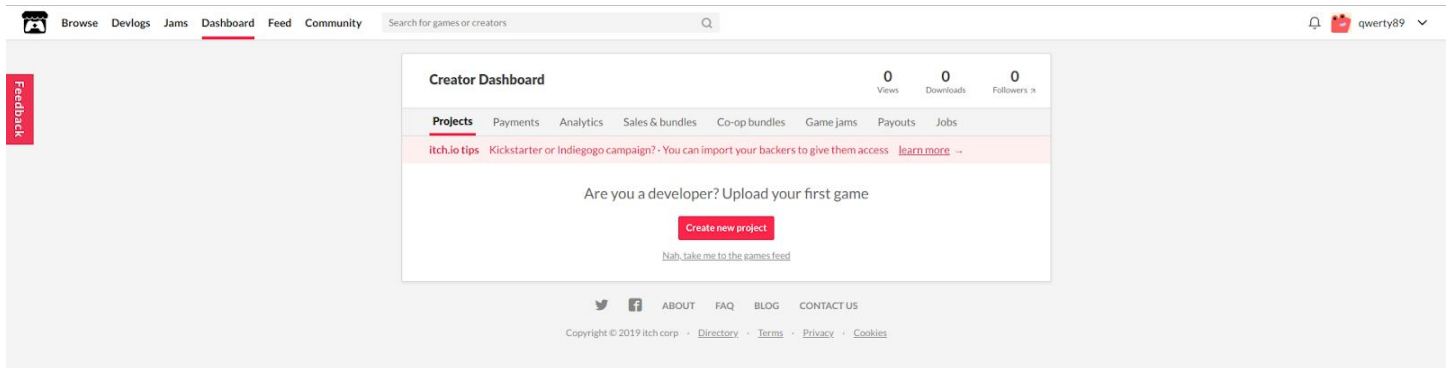 Browse Devlogs Jams Dashboard Feed Community Search for games or creators qwerty89
Feedback
Creator Dashboard
0 0 0
Views Downloads Followers
Projects Payments Analytics Sales & bundles Co-op bundles Game jams Payouts Jobs
itch.io tips Kickstarter or Indiegogo campaign? · You can import your backers to give them access learn more →
Are you a developer? Upload your first game
Create new project
Nah, take me to the games feed
ABOUT FAQ BLOG CONTACT US
Copyright © 2019 itch corp · Directory · Terms · Privacy · Cookies